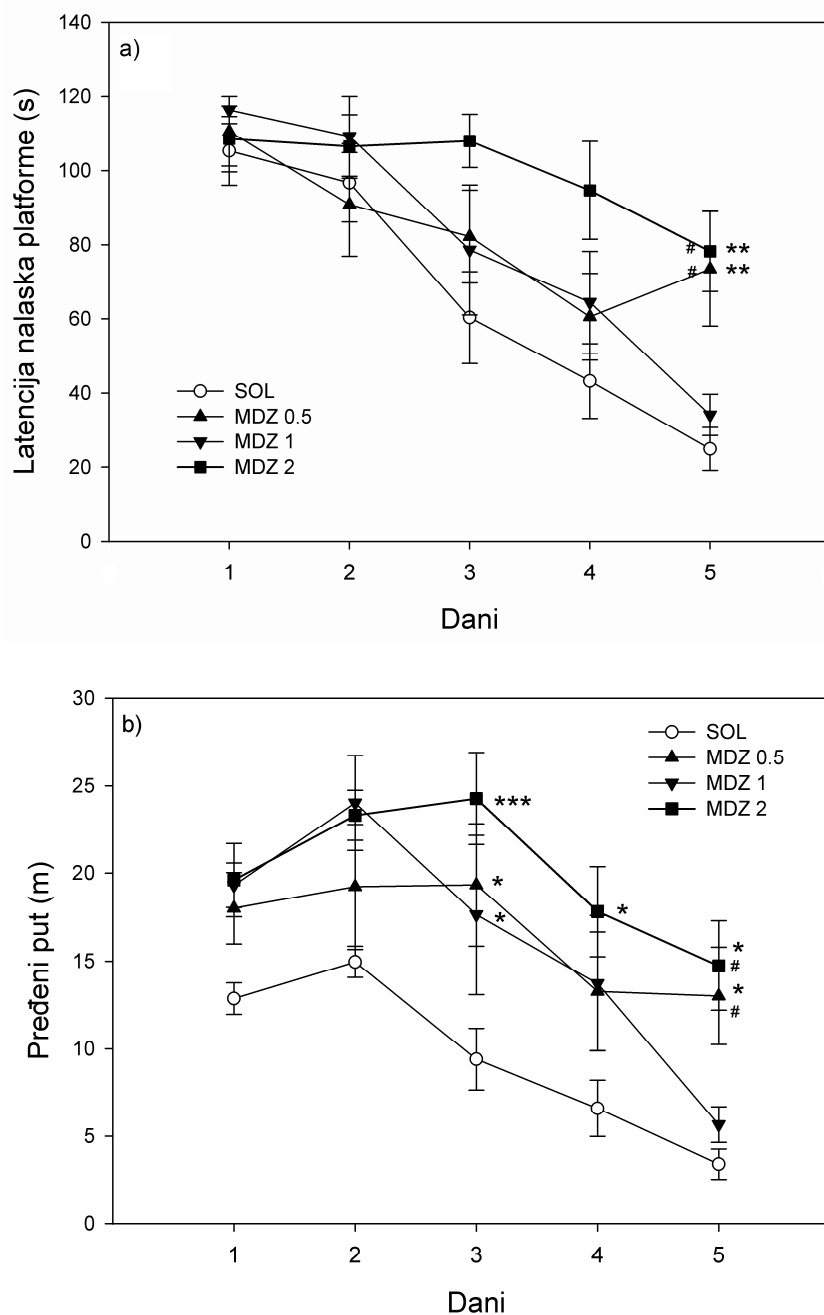 a)
Latencija nalaska platforme (s)
140
120
100
80
60
40
20
0
SOL
MDZ 0.5
MDZ 1
MDZ 2
# **
# **
1 2 3 4 5
Dani
b)
Pređeni put (m)
30
25
20
15
10
5
0
SOL
MDZ 0.5
MDZ 1
MDZ 2
***
*
*
*
*
#
*
#
1 2 3 4 5
Dani